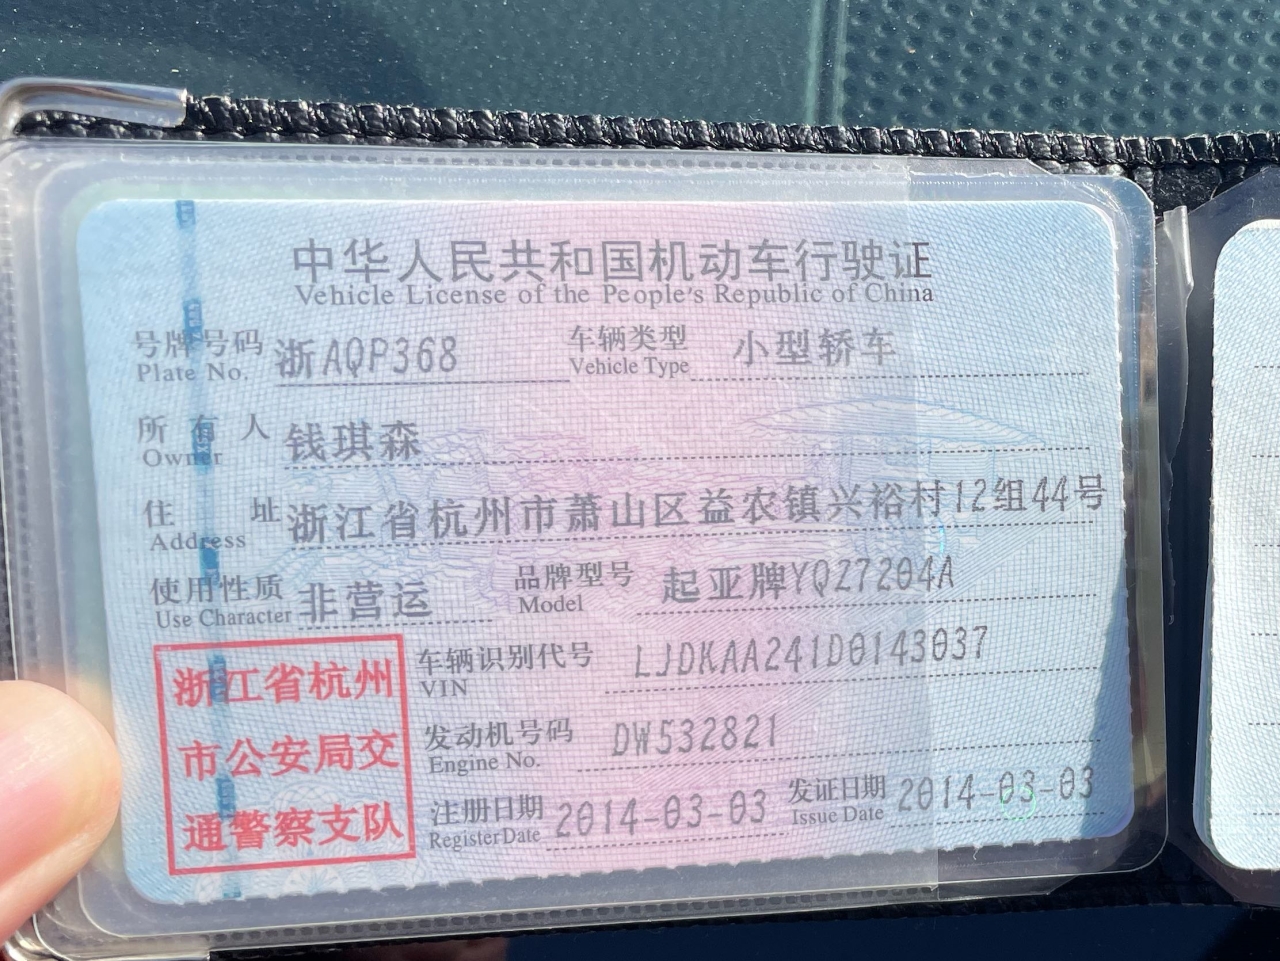 中华人民共和国机动车行驶证
Vehicle License of the People's Republic of China
号牌号码 浙AQP368 车辆类型 小型轿车
Plate No. Vehicle Type
所有人 钱琪森
Owner
住址 浙江省杭州市萧山区益农镇兴裕村12组44号
Address
使用性质 非营运 品牌型号 起亚牌YQZ7204A
Use Character Model
车辆识别代号 LJDKAA241D0143037
VIN
发动机号码 DW532821
Engine No.
注册日期 2014-03-03 发证日期 2014-03-03
Register Date Issue Date
浙江省杭州
市公安局交
通警察支队